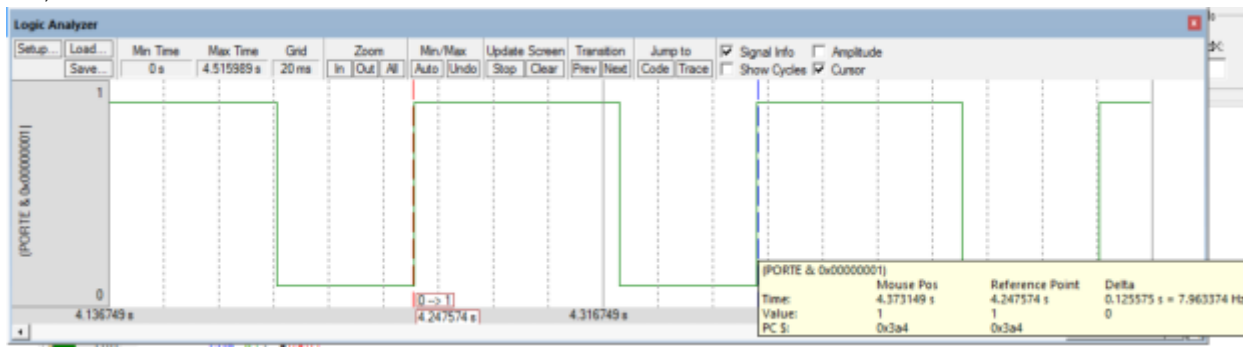 Logic Analyzer
Setup... Load... Min Time Max Time Grid Zoom Min/Max Update Screen Transition Jump to Signal Info Amplitude
Save... 0 s 4.515989 s 20 ms In Out All Auto Undo Stop Clear Prev Next Code Trace Show Cycles Cursor
1
(PORTE & 0x00000001)
0
0 --> 1
4.136749 s 4.247574 s 4.316749 s
(PORTE & 0x00000001)
Mouse Pos Reference Point Delta
Time: 4.373149 s 4.247574 s 0.125575 s = 7.963374 Hz
Value: 1 1 0
PC $: 0x3a4 0x3a4